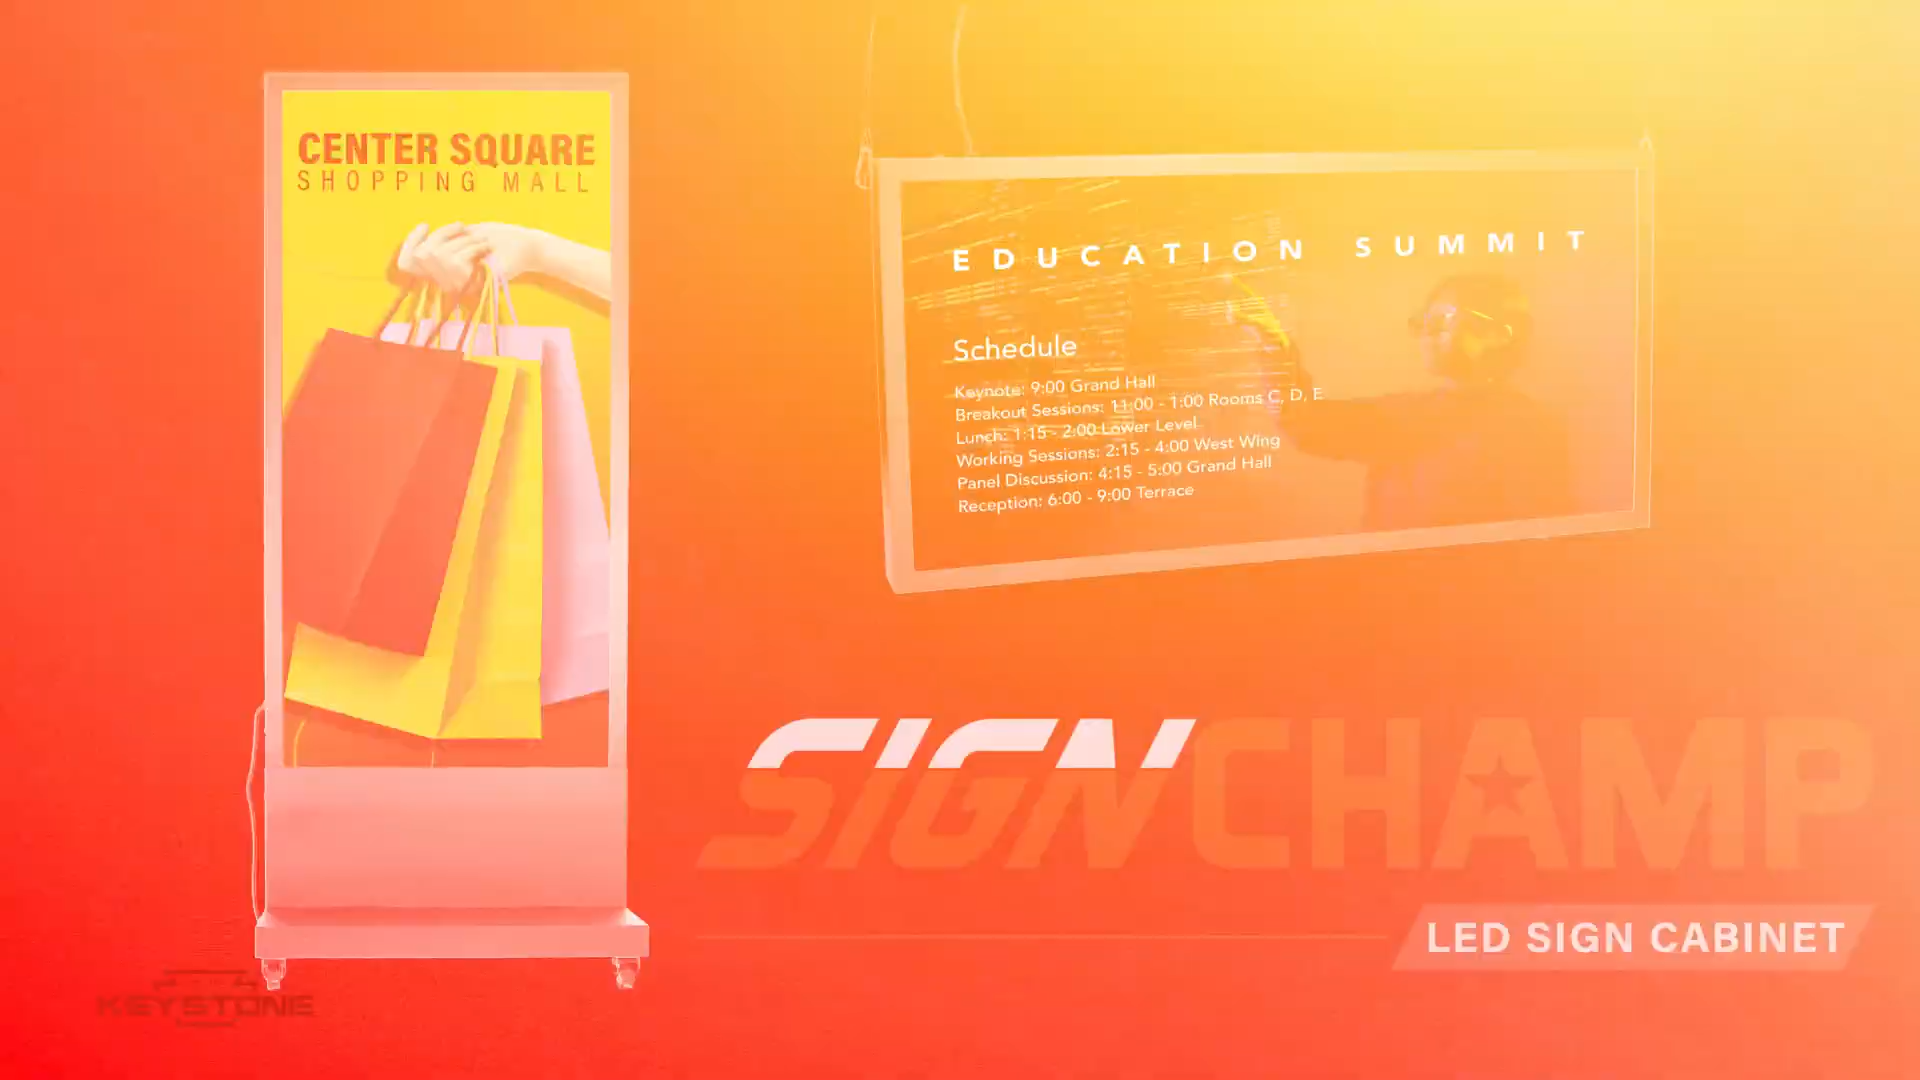 CENTER SQUARE
SHOPPING MALL
EDUCATION SUMMIT
Schedule
Keynote: 9:00 Grand Hall
Breakout Sessions: 11:00 - 1:00 Rooms C, D, E
Lunch: 1:15 - 2:00 Lower Level
Working Sessions: 2:15 - 4:00 West Wing
Panel Discussion: 4:15 - 5:00 Grand Hall
Reception: 6:00 - 9:00 Terrace
SIGNCHAMP
LED SIGN CABINET
KEYSTONE